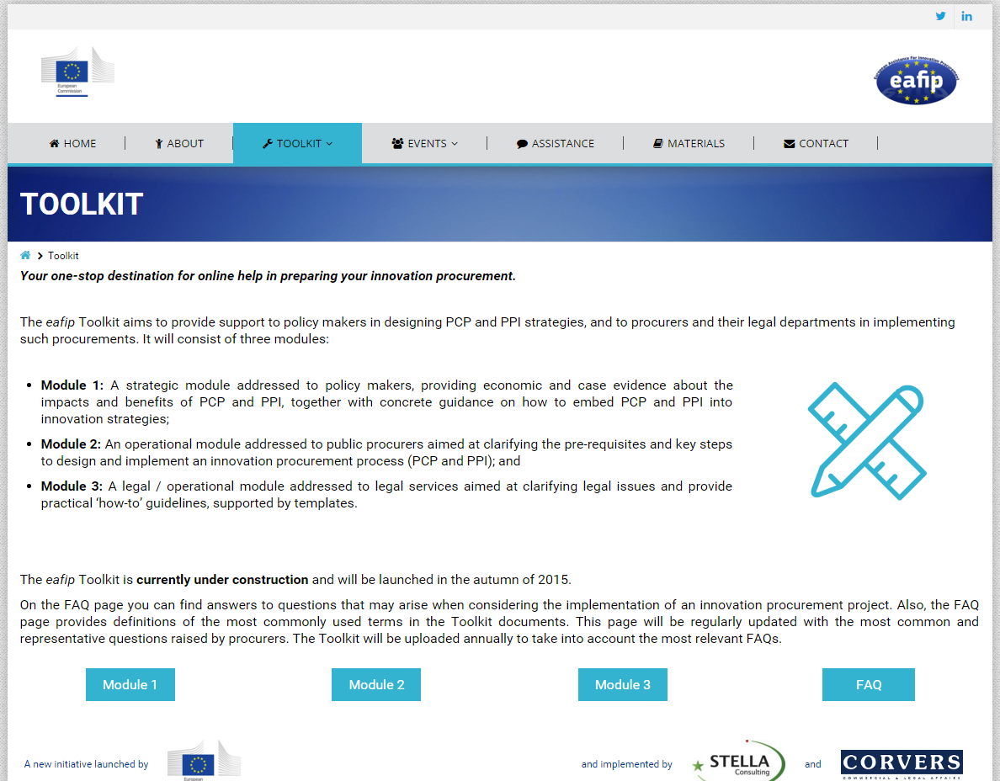 European
Commission
European Assistance For Innovation Procurement
eafip
HOME
ABOUT
TOOLKIT
EVENTS
ASSISTANCE
MATERIALS
CONTACT
TOOLKIT
Toolkit
Your one-stop destination for online help in preparing your innovation procurement.
The eafip Toolkit aims to provide support to policy makers in designing PCP and PPI strategies, and to procurers and their legal departments in implementing
such procurements. It will consist of three modules:
• Module 1: A strategic module addressed to policy makers, providing economic and case evidence about the
impacts and benefits of PCP and PPI, together with concrete guidance on how to embed PCP and PPI into
innovation strategies;
• Module 2: An operational module addressed to public procurers aimed at clarifying the pre-requisites and key steps
to design and implement an innovation procurement process (PCP and PPI); and
• Module 3: A legal / operational module addressed to legal services aimed at clarifying legal issues and provide
practical ‘how-to’ guidelines, supported by templates.
The eafip Toolkit is currently under construction and will be launched in the autumn of 2015.
On the FAQ page you can find answers to questions that may arise when considering the implementation of an innovation procurement project. Also, the FAQ
page provides definitions of the most commonly used terms in the Toolkit documents. This page will be regularly updated with the most common and
representative questions raised by procurers. The Toolkit will be uploaded annually to take into account the most relevant FAQs.
Module 1
Module 2
Module 3
FAQ
A new initiative launched by
European
and implemented by
STELLA
Consulting
and
CORVERS
COMMERCIAL & LEGAL AFFAIRS